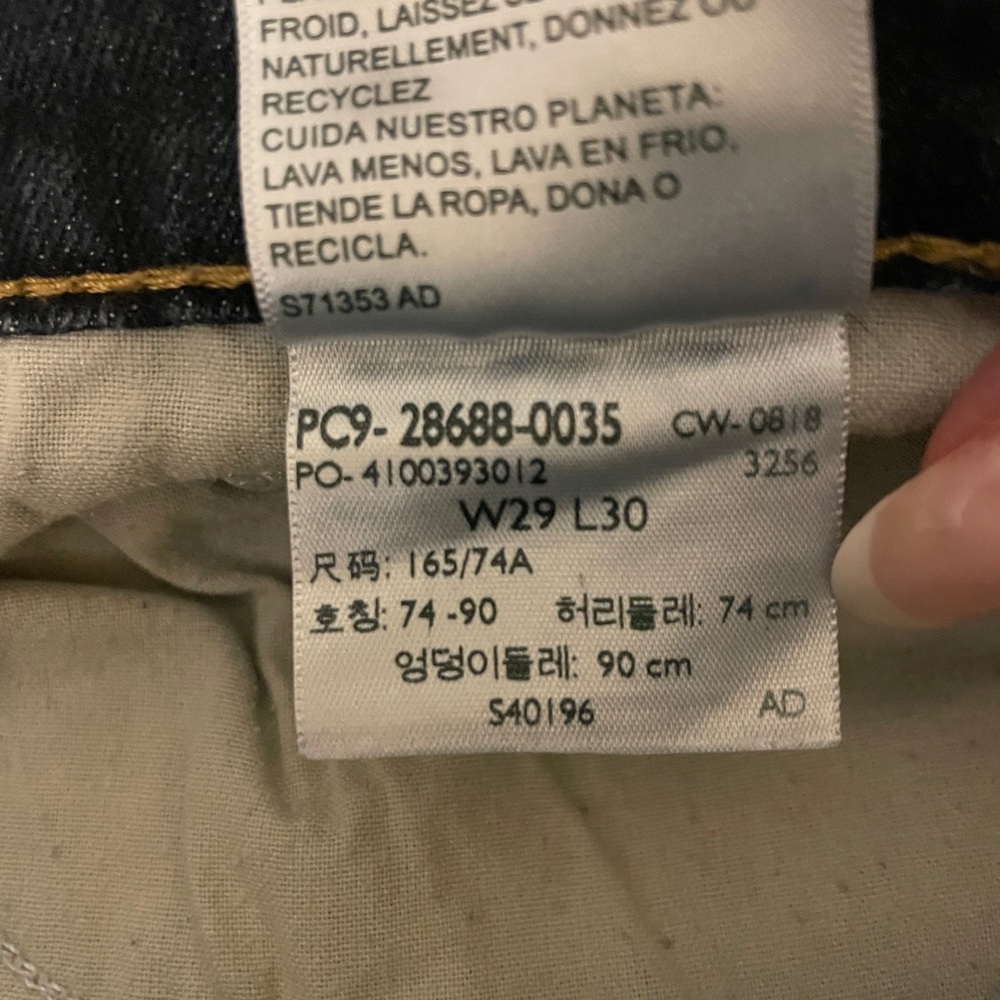 FROID, LAISSEZ
NATURELLEMENT, DONNEZ OU
RECYCLEZ
CUIDA NUESTRO PLANETA:
LAVA MENOS, LAVA EN FRIO,
TIENDE LA ROPA, DONA O
RECICLA.
S71353 AD
PC9- 28688-0035 CW- 0818
PO- 4100393012 3256
W29 L30
尺码: 165/74A
호칭: 74 -90 허리둘레: 74 cm
엉덩이둘레: 90 cm
S40196 AD